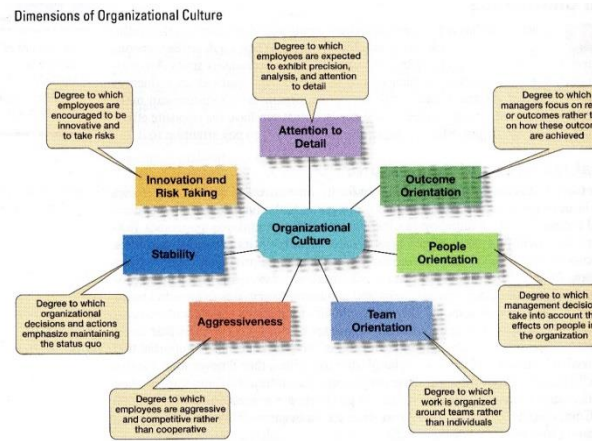 Dimensions of Organizational Culture
Degree to which
employees are expected
to exhibit precision,
analysis, and attention
to detail
Attention to
Detail
Degree to which
employees are
encouraged to be
innovative and
to take risks
Innovation and
Risk Taking
Degree to which
managers focus on
or outcomes rather
on how these
are achieved
Outcome
Orientation
Organizational
Culture
Stability
People
Orientation
Degree to which
organizational
decisions and actions
emphasize maintaining
the status quo
Aggressiveness
Team
Orientation
Degree to which
management
take into account
effects on people
the organization
Degree to which
employees are aggressive
and competitive rather
than cooperative
Degree to which
work is organized
around teams rather
than individuals